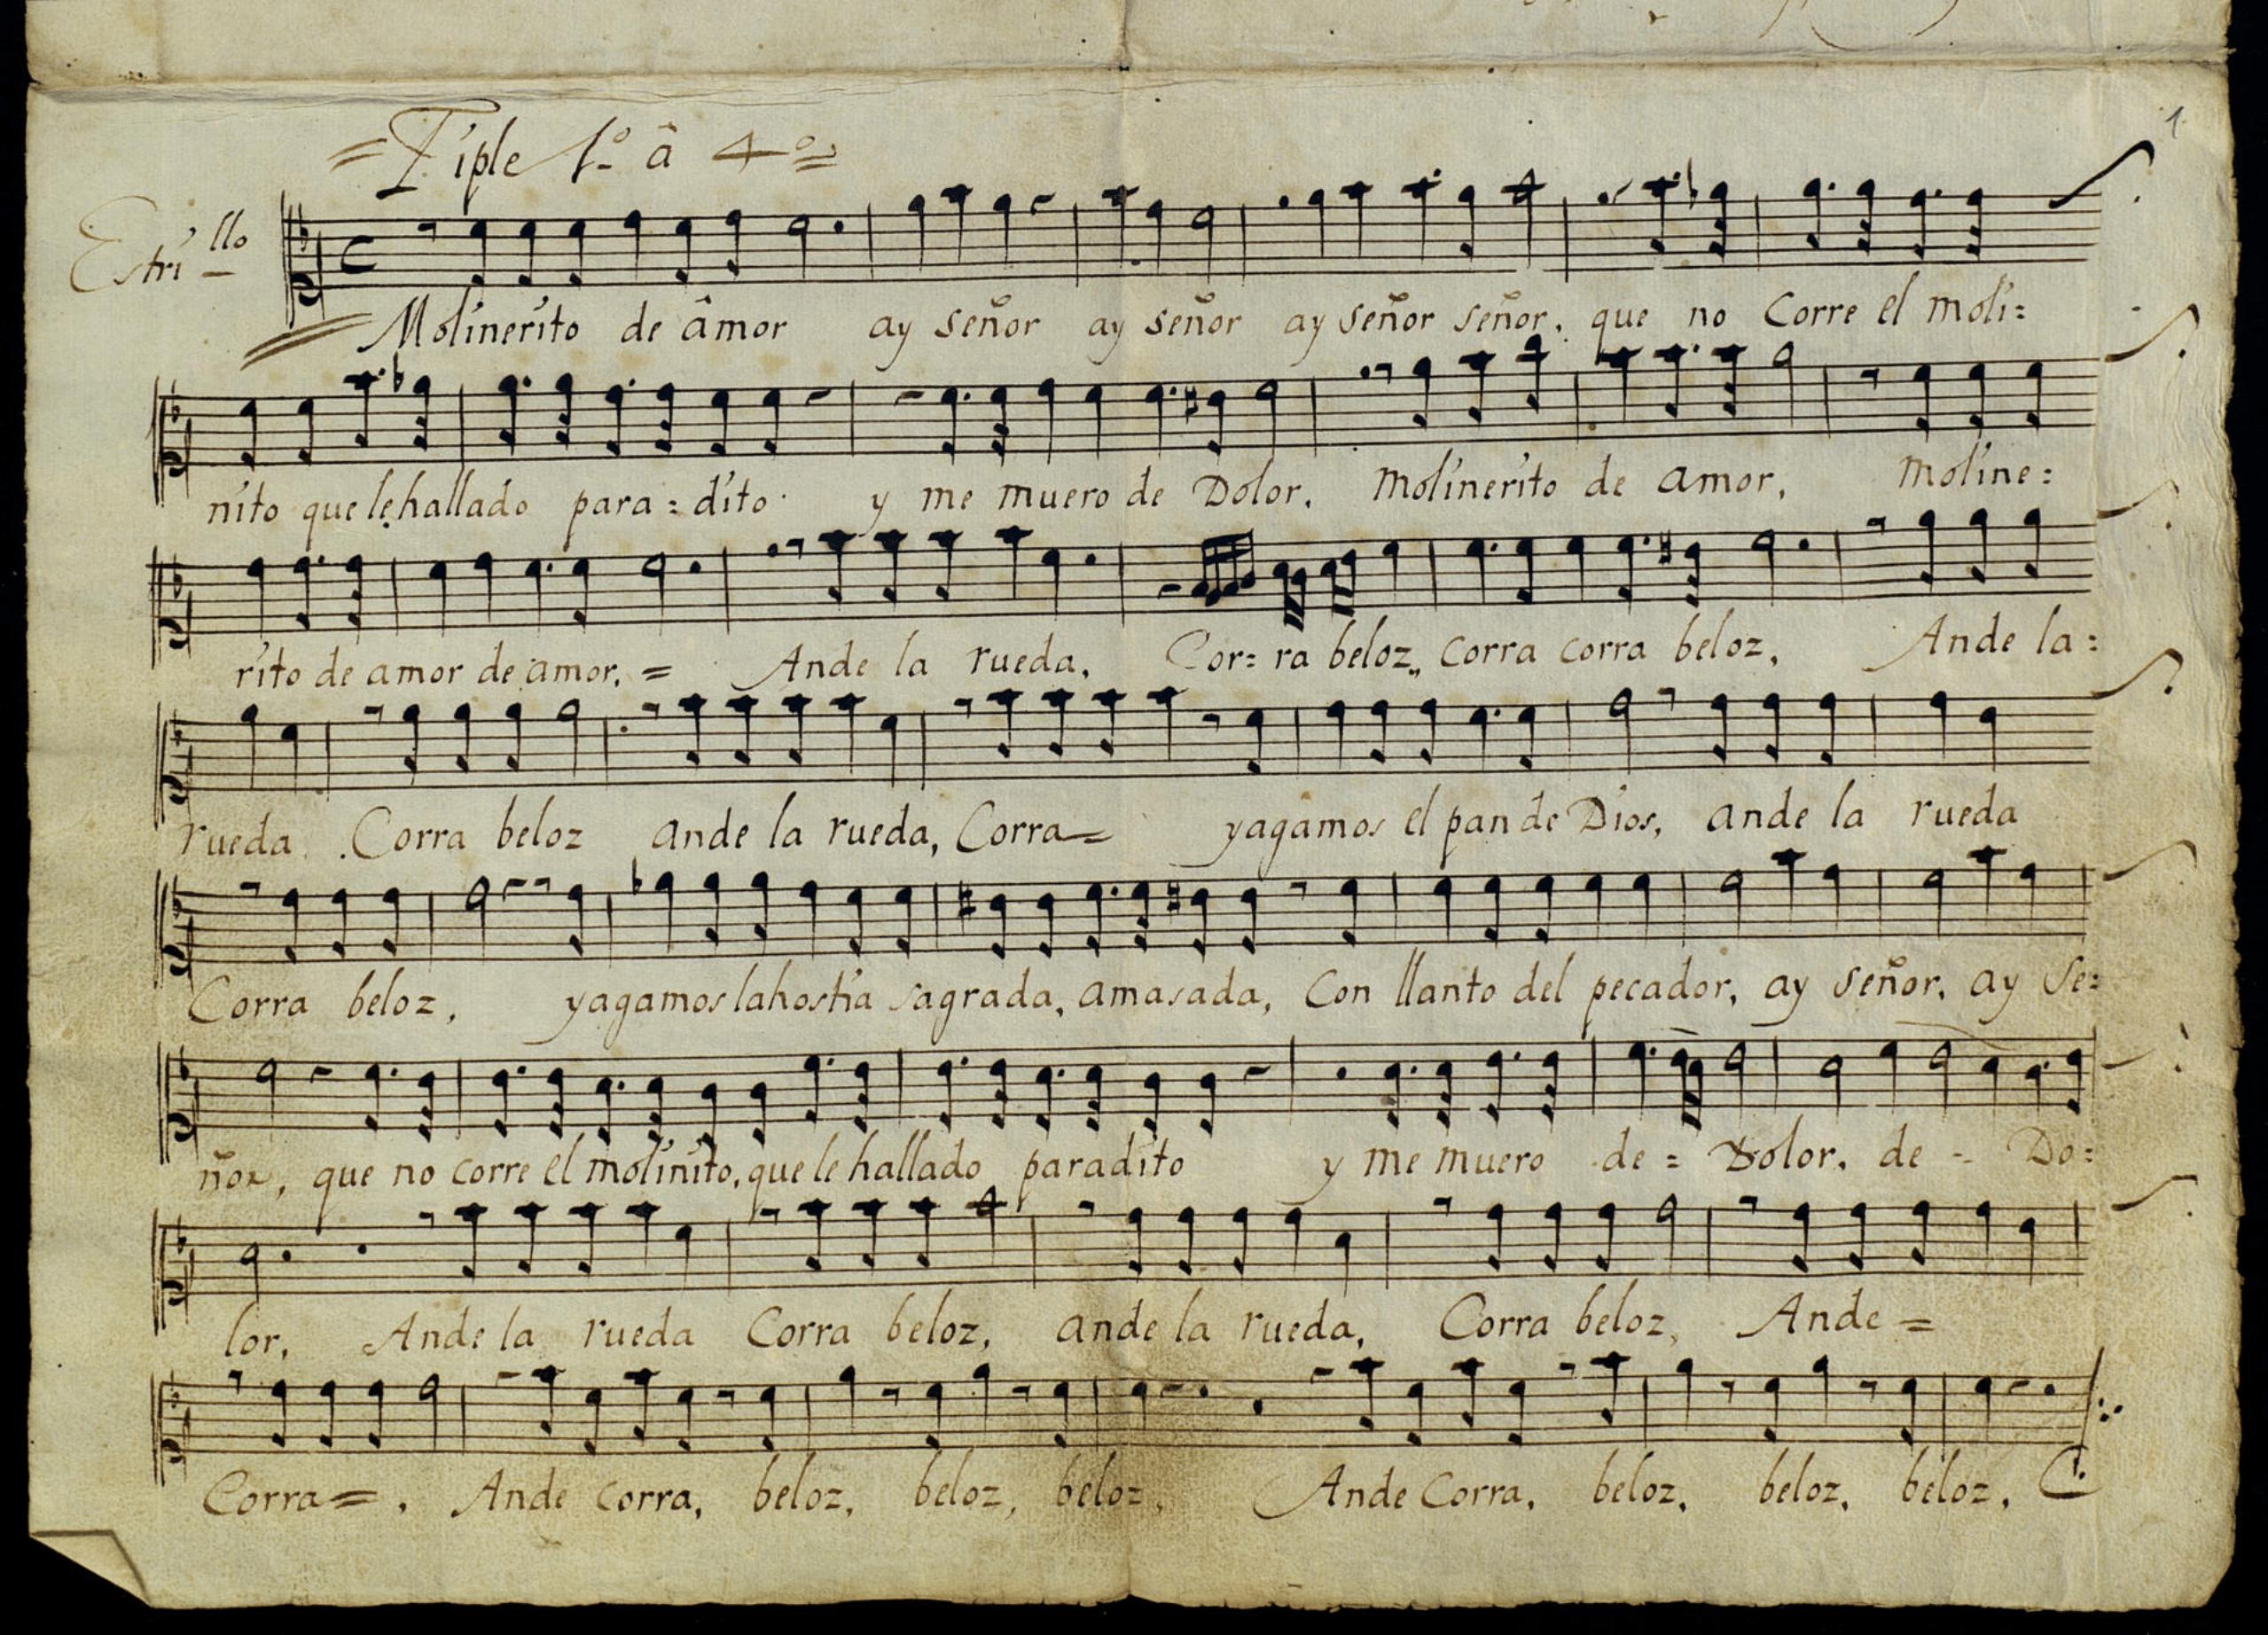 1
=Tiple 1º â 4º=
Estrillo
Molinerito de âmor ay señor ay señor ay señor señor. que no Corre el moli=
nito que le hallado para=dito y me muero de Dolor. Molinerito de amor, Moline:
rito de amor de amor.= Ande la rueda, Cor=ra beloz,, corra corra beloz, Ande la:
rueda. Corra beloz ande la rueda, Corra= yagamos el pan de Dios, ande la rueda
Corra beloz, yagamos lahostia sagrada, amasada, Con llanto del pecador, ay señor, ay se=
ñor, que no corre el molinito, que le hallado paradito y me muero de= Dolor. de - Do=
lor. Ande la rueda Corra beloz, ande la rueda, Corra beloz, Ande=
Corra=, Ande corra, beloz, beloz, beloz, Ande Corra, beloz, beloz, beloz,